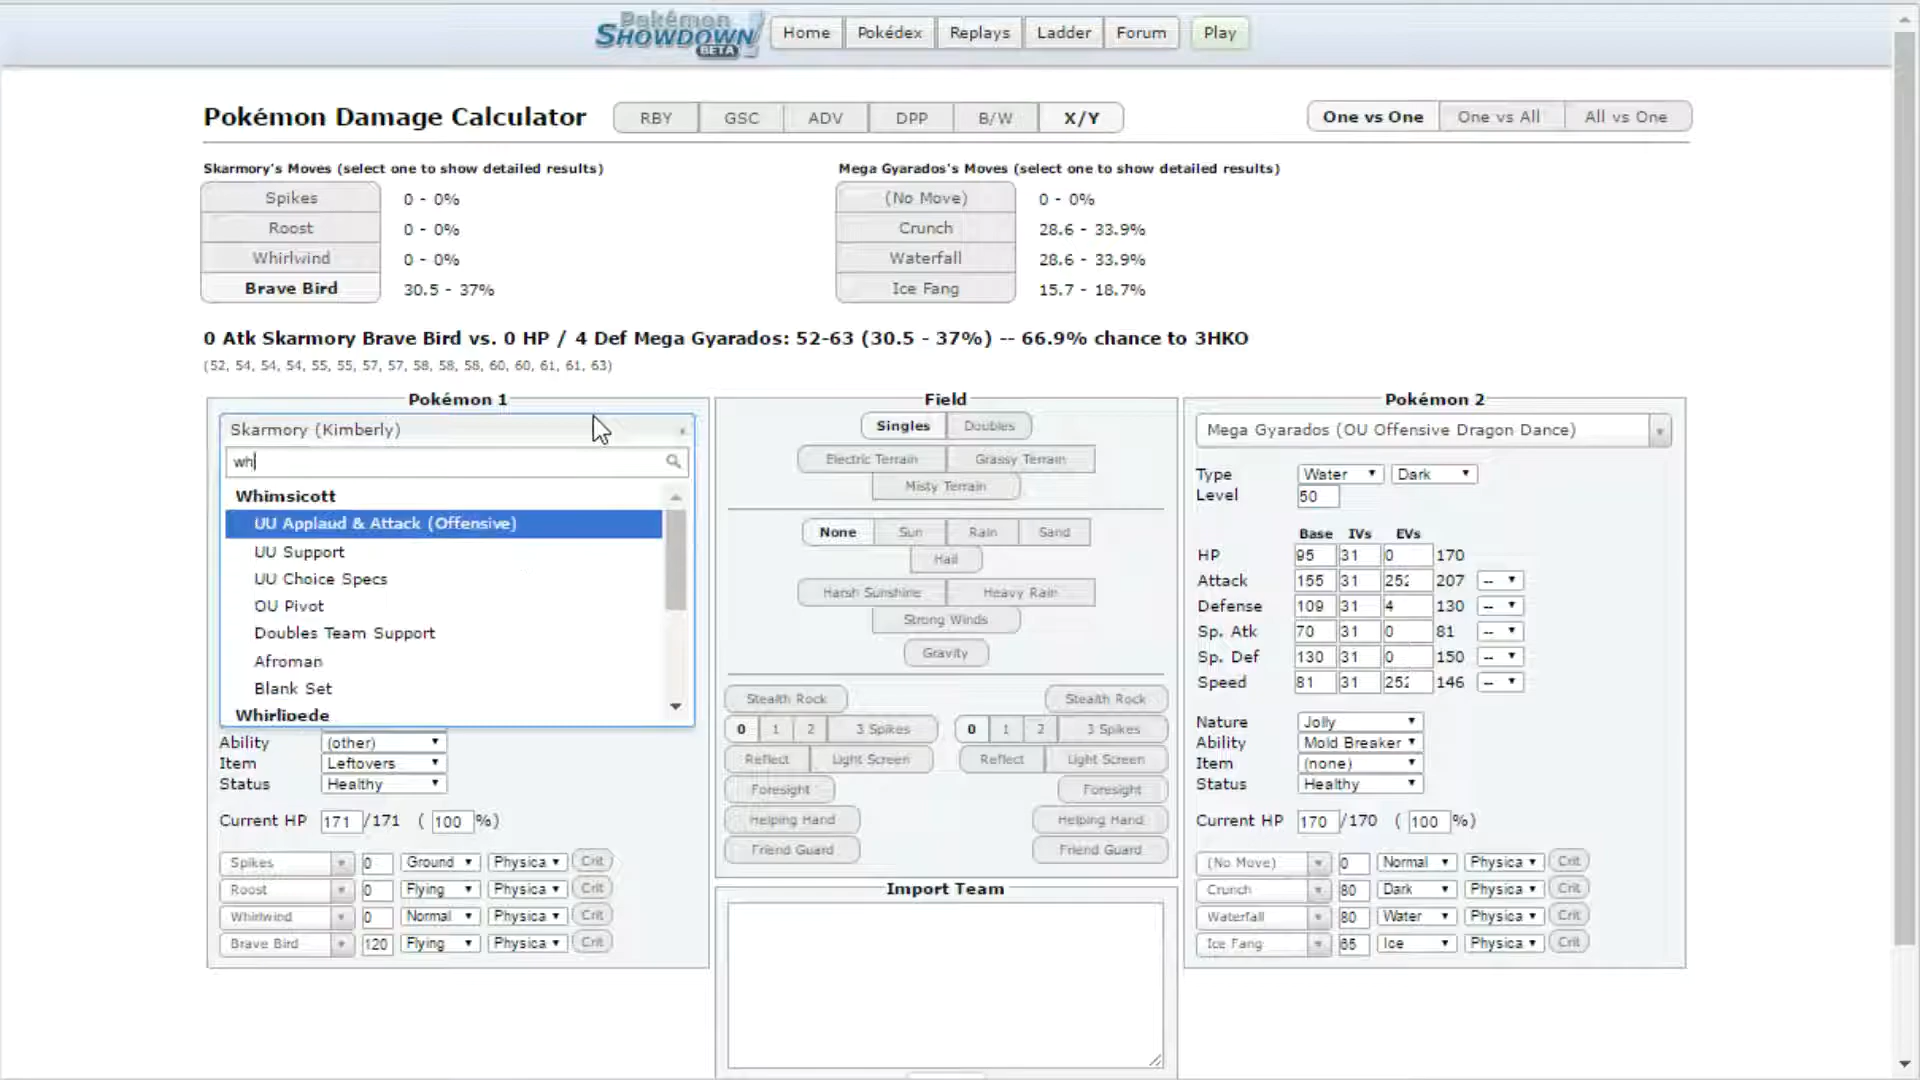 Pokémon
SHOWDOWN
BETA
Home Pokédex Replays Ladder Forum Play
Pokémon Damage Calculator RBY GSC ADV DPP B/W X/Y One vs One One vs All All vs One
Skarmory's Moves (select one to show detailed results) Mega Gyarados's Moves (select one to show detailed results)
Spikes 0 - 0% (No Move) 0 - 0%
Roost 0 - 0% Crunch 28.6 - 33.9%
Whirlwind 0 - 0% Waterfall 28.6 - 33.9%
Brave Bird 30.5 - 37% Ice Fang 15.7 - 18.7%
0 Atk Skarmory Brave Bird vs. 0 HP / 4 Def Mega Gyarados: 52-63 (30.5 - 37%) -- 66.9% chance to 3HKO
(52, 54, 54, 54, 55, 55, 57, 57, 58, 58, 58, 60, 60, 61, 61, 63)
Pokémon 1
Skarmory (Kimberly)
wh
Whimsicott
UU Applaud & Attack (Offensive)
UU Support
UU Choice Specs
OU Pivot
Doubles Team Support
Afroman
Blank Set
Whirlipede
Ability (other)
Item Leftovers
Status Healthy
Current HP 171 /171 ( 100 %)
Spikes 0 Ground Physica Crit
Roost 0 Flying Physica Crit
Whirlwind 0 Normal Physica Crit
Brave Bird 120 Flying Physica Crit
Field
Singles Doubles
Electric Terrain Grassy Terrain
Misty Terrain
None Sun Rain Sand
Hail
Harsh Sunshine Heavy Rain
Strong Winds
Gravity
Stealth Rock Stealth Rock
0 1 2 3 Spikes 0 1 2 3 Spikes
Reflect Light Screen Reflect Light Screen
Foresight Foresight
Helping Hand Helping Hand
Friend Guard Friend Guard
Import Team
Pokémon 2
Mega Gyarados (OU Offensive Dragon Dance)
Type Water Dark
Level 50
Base IVs EVs
HP 95 31 0 170
Attack 155 31 252 207 --
Defense 109 31 4 130 --
Sp. Atk 70 31 0 81 --
Sp. Def 130 31 0 150 --
Speed 81 31 252 146 --
Nature Jolly
Ability Mold Breaker
Item (none)
Status Healthy
Current HP 170 /170 ( 100 %)
(No Move) 0 Normal Physica Crit
Crunch 80 Dark Physica Crit
Waterfall 80 Water Physica Crit
Ice Fang 65 Ice Physica Crit